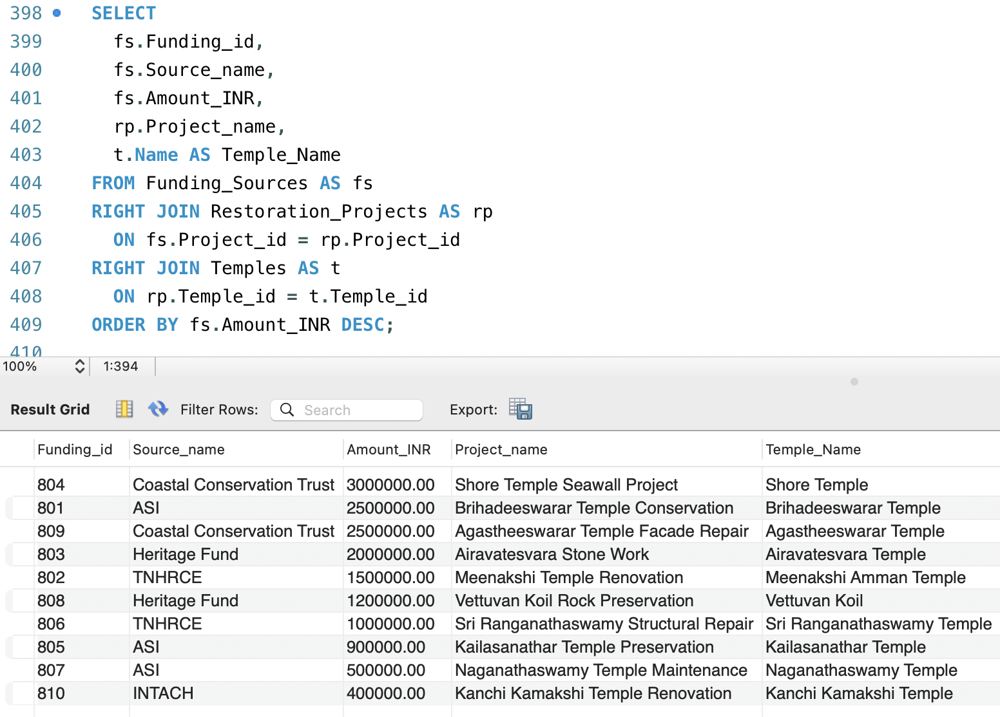 398 SELECT
399 fs.Funding_id,
400 fs.Source_name,
401 fs.Amount_INR,
402 rp.Project_name,
403 t.Name AS Temple_Name
404 FROM Funding_Sources AS fs
405 RIGHT JOIN Restoration_Projects AS rp
406 ON fs.Project_id = rp.Project_id
407 RIGHT JOIN Temples AS t
408 ON rp.Temple_id = t.Temple_id
409 ORDER BY fs.Amount_INR DESC;
410
100% 1:394
Result Grid Filter Rows: Search Export:
Funding_id Source_name Amount_INR Project_name Temple_Name
804 Coastal Conservation Trust 3000000.00 Shore Temple Seawall Project Shore Temple
801 ASI 2500000.00 Brihadeeswarar Temple Conservation Brihadeeswarar Temple
809 Coastal Conservation Trust 2500000.00 Agastheeswarar Temple Facade Repair Agastheeswarar Temple
803 Heritage Fund 2000000.00 Airavatesvara Stone Work Airavatesvara Temple
802 TNHRCE 1500000.00 Meenakshi Temple Renovation Meenakshi Amman Temple
808 Heritage Fund 1200000.00 Vettuvan Koil Rock Preservation Vettuvan Koil
806 TNHRCE 1000000.00 Sri Ranganathaswamy Structural Repair Sri Ranganathaswamy Temple
805 ASI 900000.00 Kailasanathar Temple Preservation Kailasanathar Temple
807 ASI 500000.00 Naganathaswamy Temple Maintenance Naganathaswamy Temple
810 INTACH 400000.00 Kanchi Kamakshi Temple Renovation Kanchi Kamakshi Temple